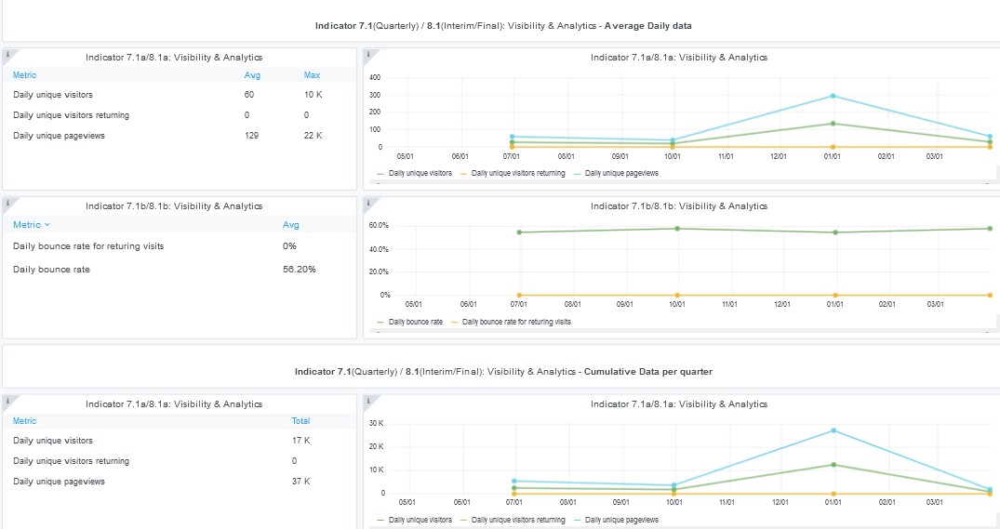 Indicator 7.1(Quarterly) / 8.1(Interim/Final): Visibility & Analytics - Average Daily data
Indicator 7.1a/8.1a: Visibility & Analytics
Metric Avg Max
Daily unique visitors 60 10 K
Daily unique visitors returning 0 0
Daily unique pageviews 129 22 K
Indicator 7.1a/8.1a: Visibility & Analytics
400
300
200
100
0
05/01 06/01 07/01 08/01 09/01 10/01 11/01 12/01 01/01 02/01 03/01
Daily unique visitors Daily unique visitors returning Daily unique pageviews
Indicator 7.1b/8.1b: Visibility & Analytics
Metric Avg
Daily bounce rate for returing visits 0%
Daily bounce rate 56.20%
Indicator 7.1b/8.1b: Visibility & Analytics
60.0%
40.0%
20.0%
0%
05/01 06/01 07/01 08/01 09/01 10/01 11/01 12/01 01/01 02/01 03/01
Daily bounce rate Daily bounce rate for returing visits
Indicator 7.1(Quarterly) / 8.1(Interim/Final): Visibility & Analytics - Cumulative Data per quarter
Indicator 7.1a/8.1a: Visibility & Analytics
Metric Total
Daily unique visitors 17 K
Daily unique visitors returning 0
Daily unique pageviews 37 K
Indicator 7.1a/8.1a: Visibility & Analytics
30 K
20 K
10 K
0
05/01 06/01 07/01 08/01 09/01 10/01 11/01 12/01 01/01 02/01 03/01
Daily unique visitors Daily unique visitors returning Daily unique pageviews